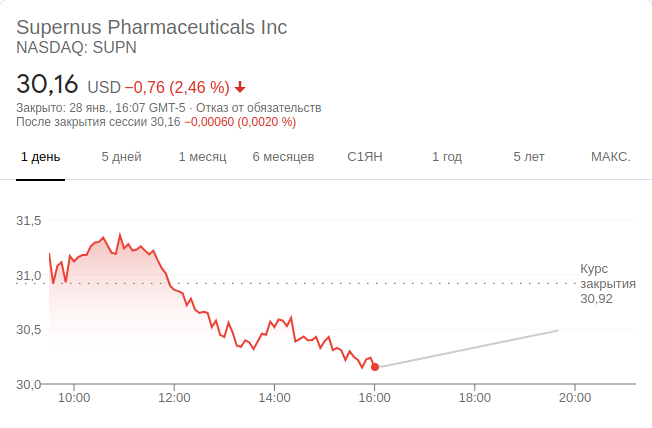 Supernus Pharmaceuticals Inc
NASDAQ: SUPN
30,16 USD −0,76 (2,46 %)
Закрыто: 28 янв., 16:07 GMT-5 · Отказ от обязательств
После закрытия сессии 30,16 −0,00060 (0,0020 %)
1 день 5 дней 1 месяц 6 месяцев С1ЯН 1 год 5 лет МАКС.
31,5
31,0
30,5
30,0
Курс
закрытия
30,92
10:00 12:00 14:00 16:00 18:00 20:00